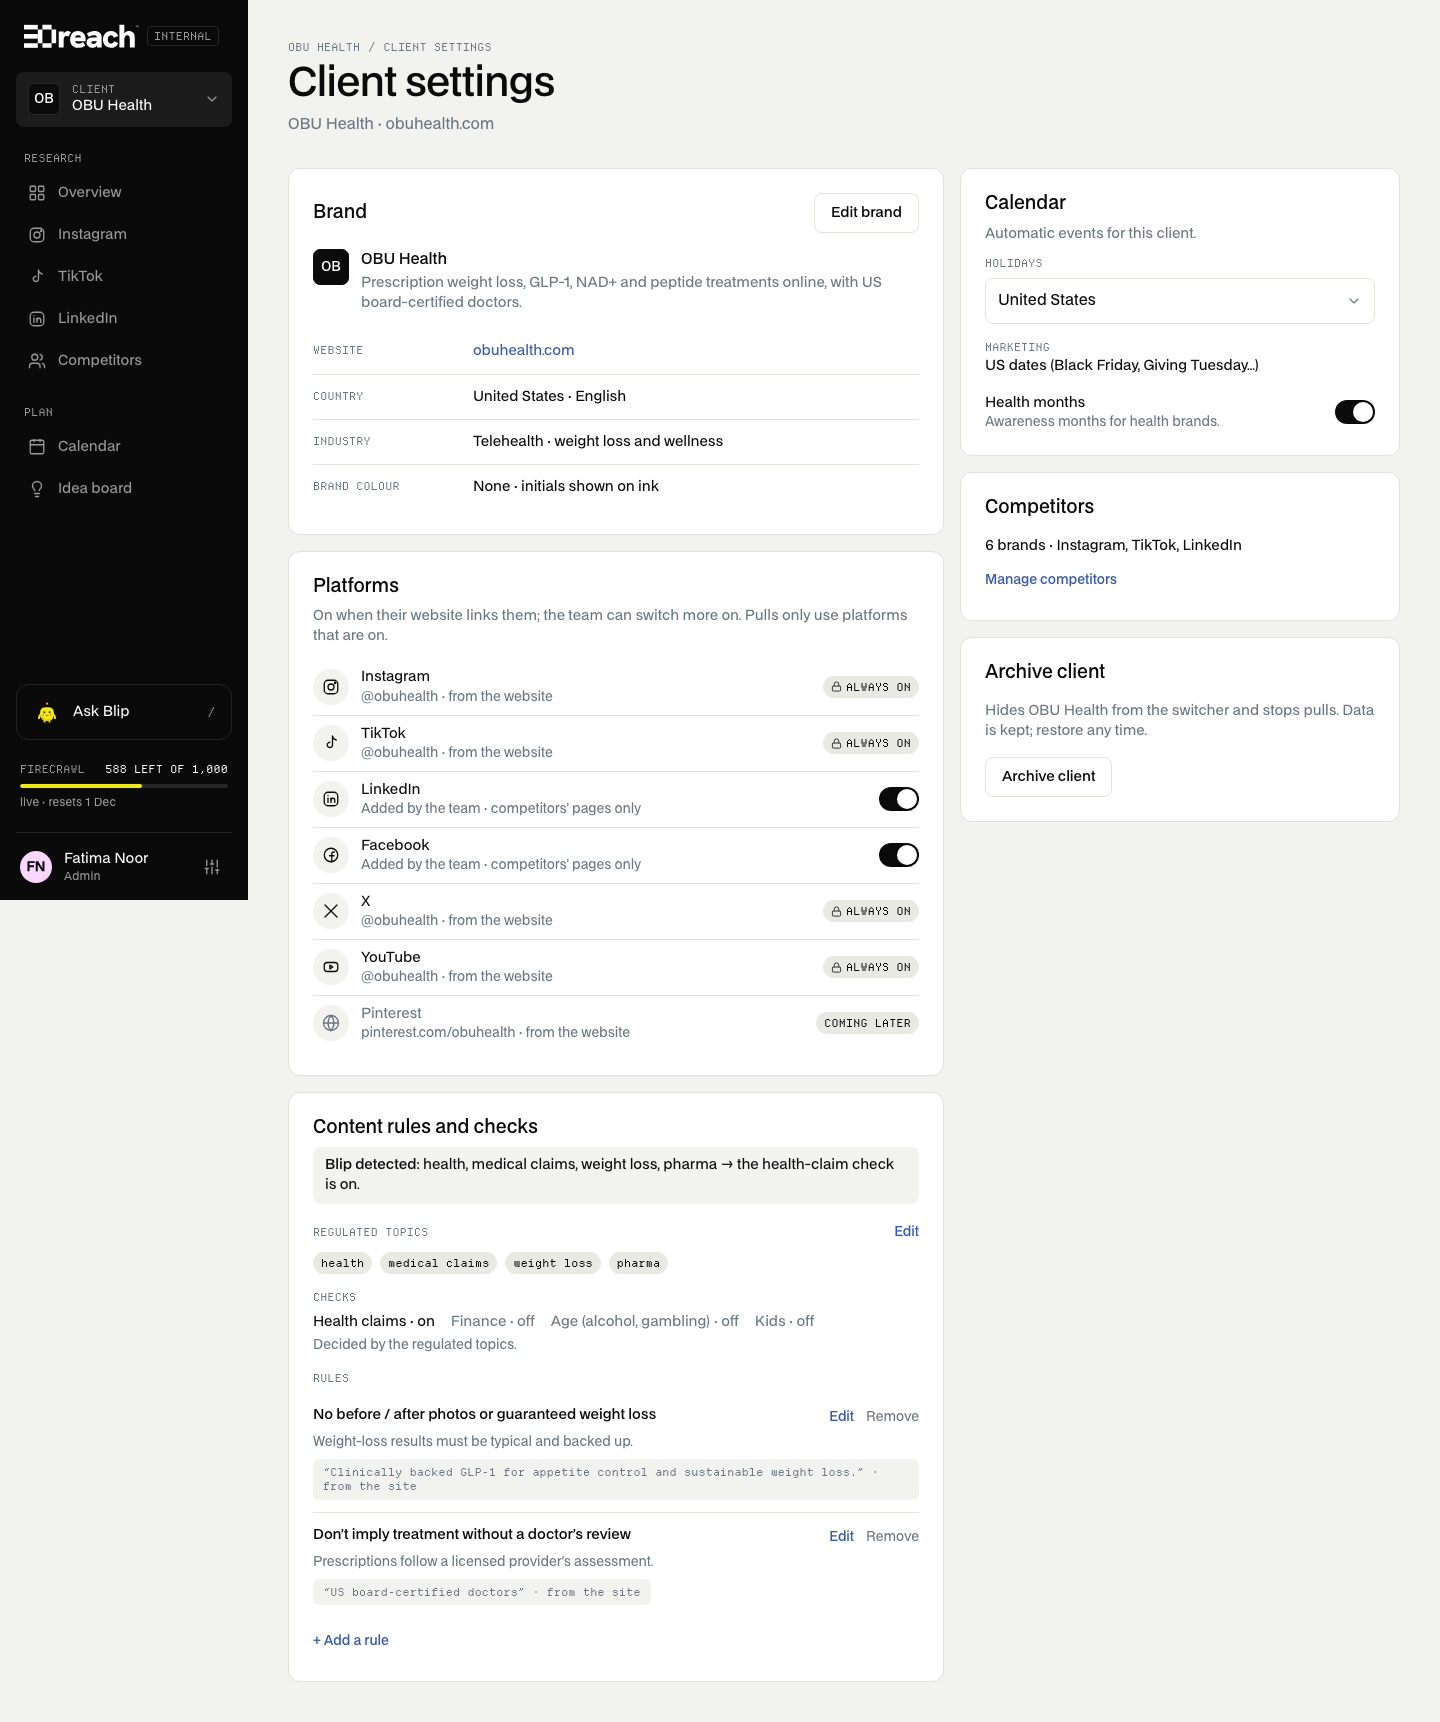 reach
INTERNAL
OB
CLIENT
OBU Health
RESEARCH
Overview
Instagram
TikTok
LinkedIn
Competitors
PLAN
Calendar
Idea board
Ask Blip
/
FIRECRAWL 588 LEFT OF 1,000
live · resets 1 Dec
FN
Fatima Noor
Admin
OBU HEALTH / CLIENT SETTINGS
Client settings
OBU Health · obuhealth.com
Brand
Edit brand
OB
OBU Health
Prescription weight loss, GLP-1, NAD+ and peptide treatments online, with US
board-certified doctors.
WEBSITE obuhealth.com
COUNTRY United States · English
INDUSTRY Telehealth · weight loss and wellness
BRAND COLOUR None · initials shown on ink
Platforms
On when their website links them; the team can switch more on. Pulls only use platforms
that are on.
Instagram
@obuhealth · from the website
ALWAYS ON
TikTok
@obuhealth · from the website
ALWAYS ON
LinkedIn
Added by the team · competitors' pages only
Facebook
Added by the team · competitors' pages only
X
@obuhealth · from the website
ALWAYS ON
YouTube
@obuhealth · from the website
ALWAYS ON
Pinterest
pinterest.com/obuhealth · from the website
COMING LATER
Content rules and checks
Blip detected: health, medical claims, weight loss, pharma → the health-claim check
is on.
REGULATED TOPICS Edit
health medical claims weight loss pharma
CHECKS
Health claims · on Finance · off Age (alcohol, gambling) · off Kids · off
Decided by the regulated topics.
RULES
No before / after photos or guaranteed weight loss Edit Remove
Weight-loss results must be typical and backed up.
“Clinically backed GLP-1 for appetite control and sustainable weight loss.” ·
from the site
Don't imply treatment without a doctor's review Edit Remove
Prescriptions follow a licensed provider's assessment.
“US board-certified doctors” · from the site
+ Add a rule
Calendar
Automatic events for this client.
HOLIDAYS
United States
MARKETING
US dates (Black Friday, Giving Tuesday…)
Health months
Awareness months for health brands.
Competitors
6 brands · Instagram, TikTok, LinkedIn
Manage competitors
Archive client
Hides OBU Health from the switcher and stops pulls. Data
is kept; restore any time.
Archive client